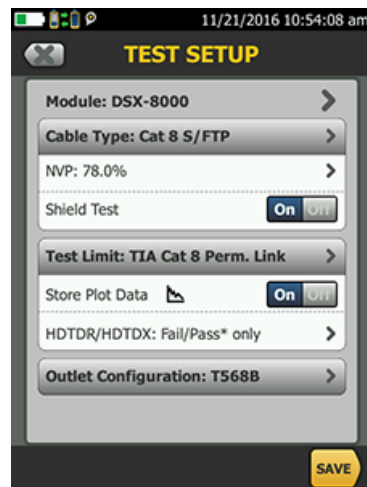 11/21/2016 10:54:08 am
TEST SETUP
Module: DSX-8000
Cable Type: Cat 8 S/FTP
NVP: 78.0%
Shield Test On Off
Test Limit: TIA Cat 8 Perm. Link
Store Plot Data On Off
HDTDR/HDTDX: Fail/Pass* only
Outlet Configuration: T568B
SAVE